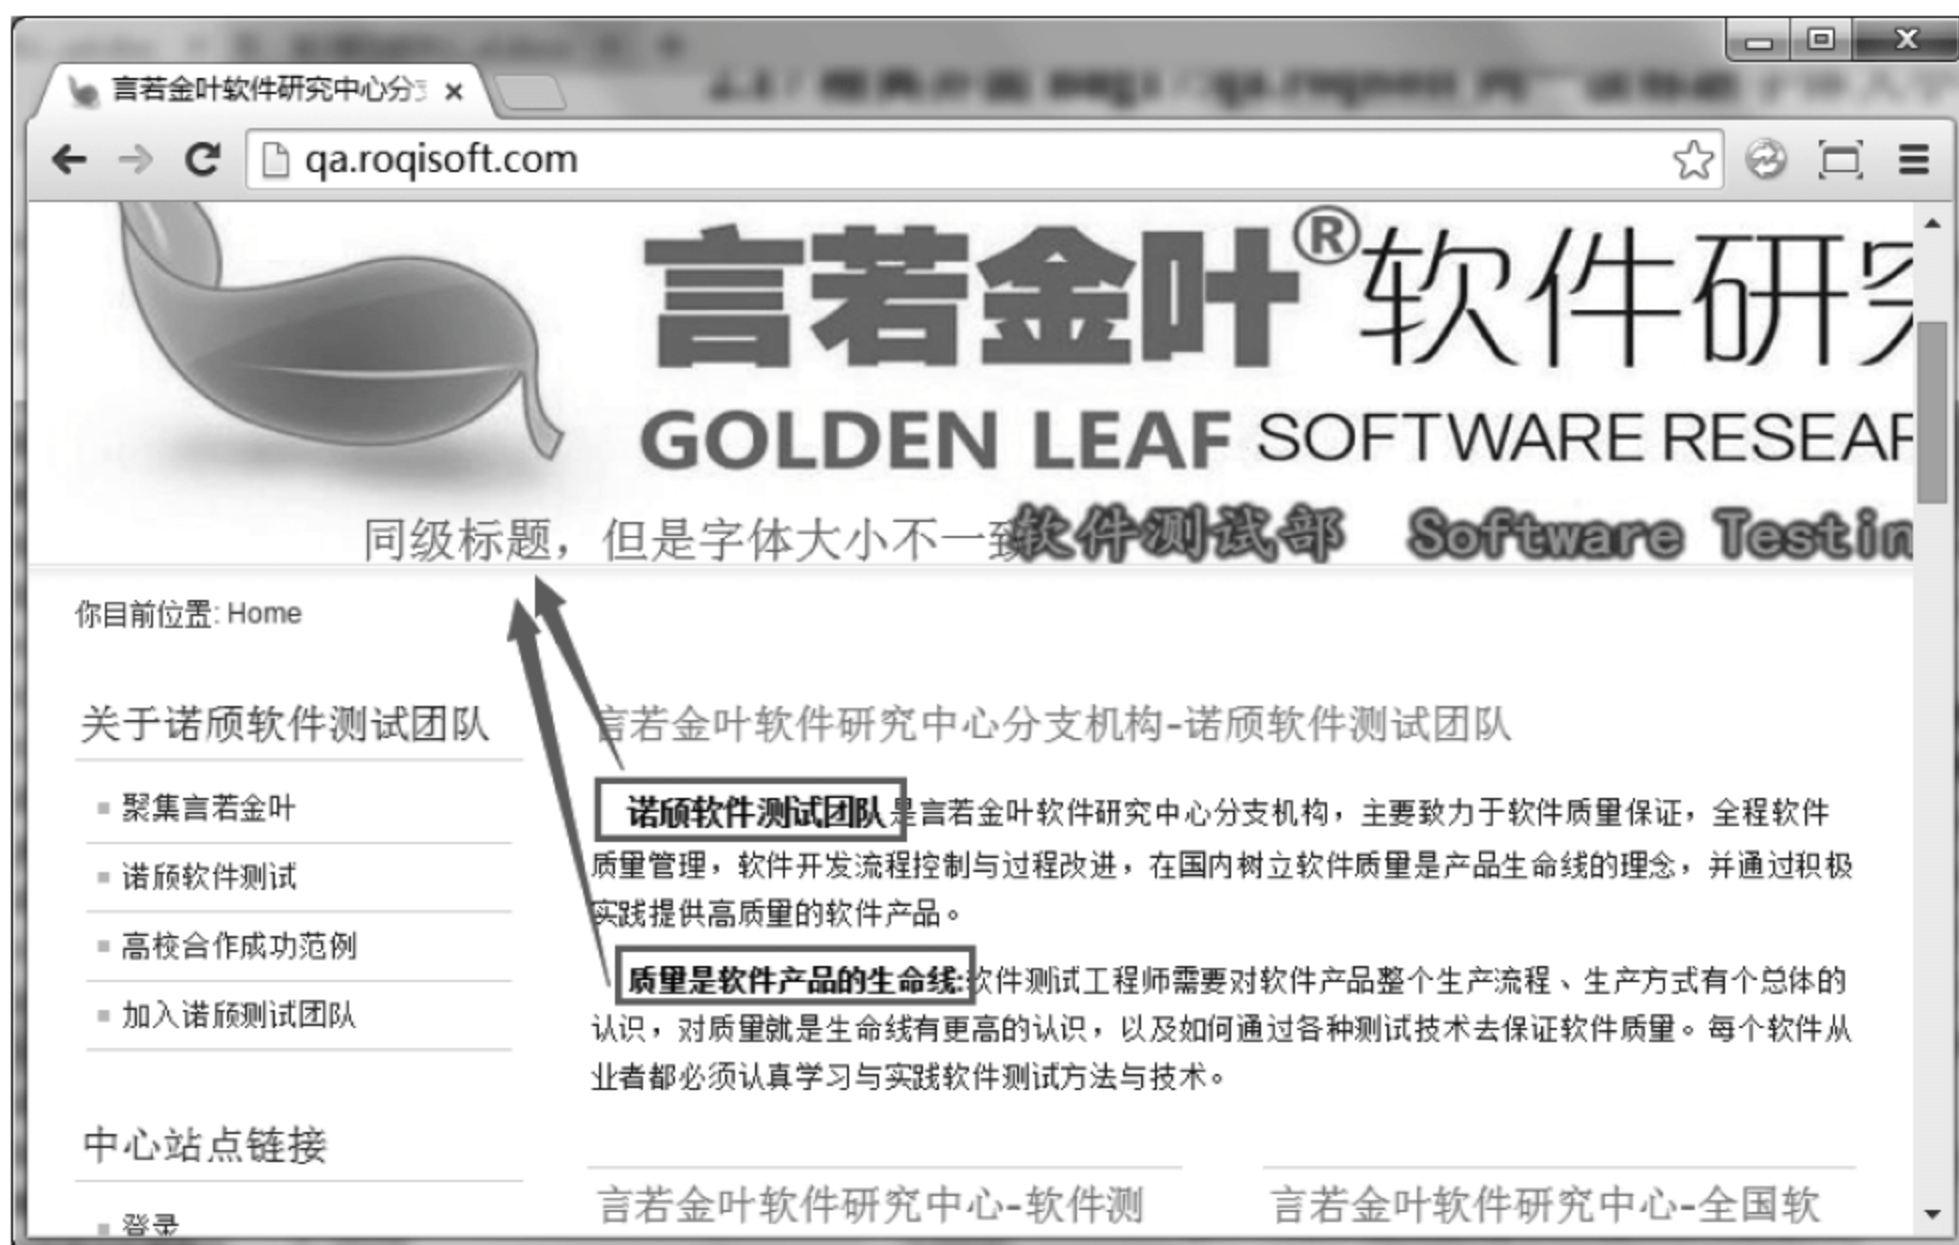 言若金叶软件研究中心分
qa.roqisoft.com
言若金叶®软件研
GOLDEN LEAF SOFTWARE RESEAR
同级标题，但是字体大小不一致
软件测试部 Software Testin
你目前位置: Home
关于诺颀软件测试团队
聚集言若金叶
诺颀软件测试
高校合作成功范例
加入诺颀测试团队
中心站点链接
登录
言若金叶软件研究中心分支机构-诺颀软件测试团队
诺颀软件测试团队是言若金叶软件研究中心分支机构，主要致力于软件质量保证，全程软件
质量管理，软件开发流程控制与过程改进，在国内树立软件质量是产品生命线的理念，并通过积极
实践提供高质量的软件产品。
质量是软件产品的生命线:软件测试工程师需要对软件产品整个生产流程、生产方式有个总体的
认识，对质量就是生命线有更高的认识，以及如何通过各种测试技术去保证软件质量。每个软件从
业者都必须认真学习与实践软件测试方法与技术。
言若金叶软件研究中心-软件测
言若金叶软件研究中心-全国软